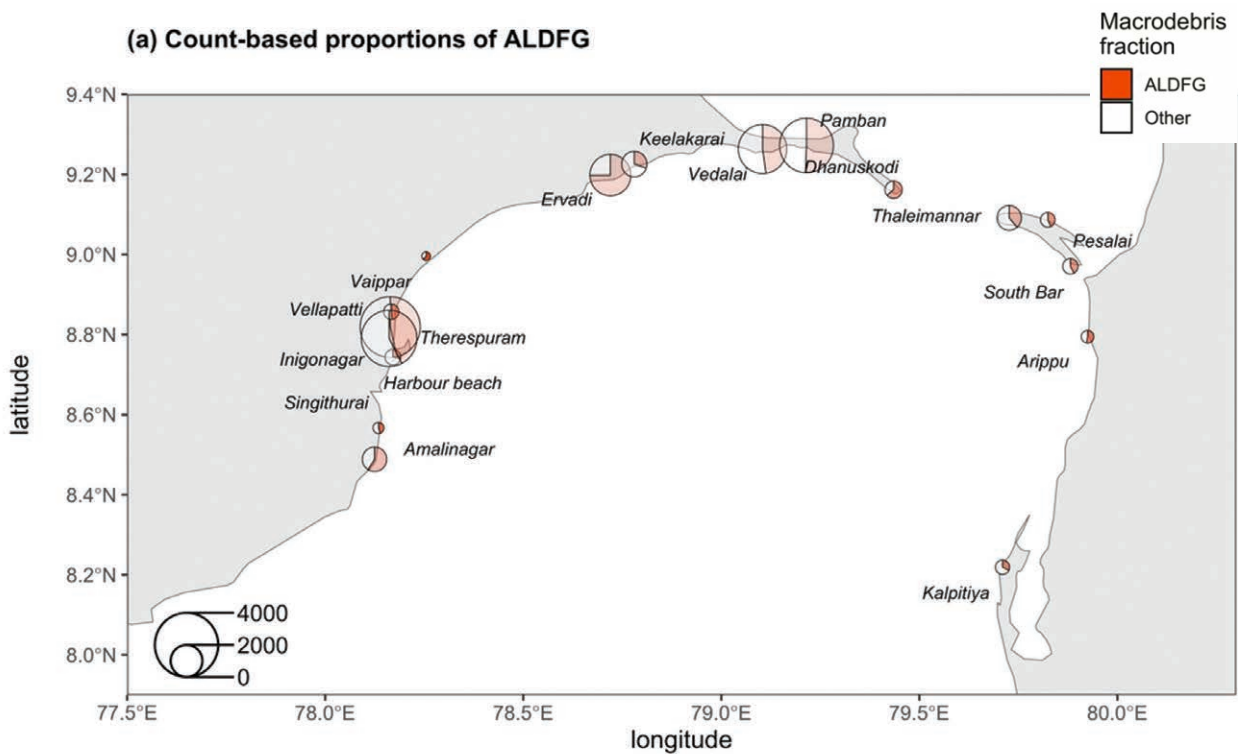 (a) Count-based proportions of ALDFG
Macrodebris
fraction
ALDFG
Other
9.4°N
9.2°N
9.0°N
8.8°N
8.6°N
8.4°N
8.2°N
8.0°N
latitude
Keelakarai
Pamban
Vedalai
Dhanuskodi
Ervadi
Thaleimannar
Pesalai
South Bar
Vaippar
Vellapatti
Therespuram
Inigonagar
Harbour beach
Arippu
Singithurai
Amalinagar
Kalpitiya
4000
2000
0
77.5°E
78.0°E
78.5°E
79.0°E
79.5°E
80.0°E
longitude